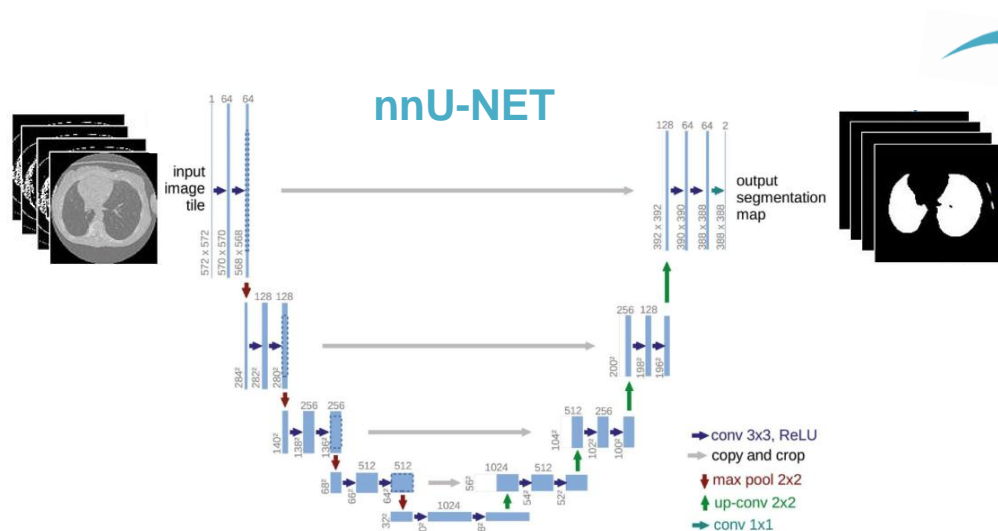 nnU-NET
1 64 64
128 64 64 2
input
image
tile
output
segmentation
map
572 x 572
570 x 570
568 x 568
392 x 392
390 x 390
388 x 388
388 x 388
128 128
256 128
284²
282²
280²
200²
198²
196²
256 256
512 256
140²
138²
136²
104²
102²
100²
512 512
1024 512
68²
66²
64²
56²
54²
52²
1024
32²
conv 3x3, ReLU
copy and crop
max pool 2x2
up-conv 2x2
conv 1x1